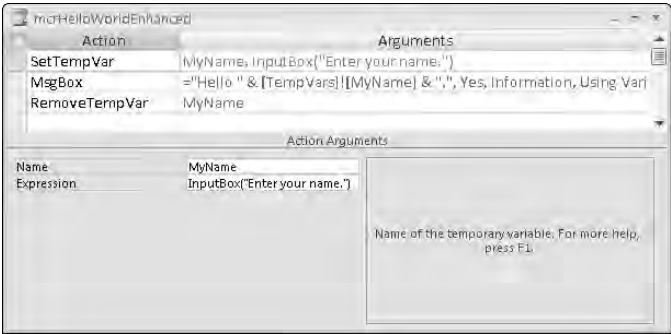 mcrHelloWorldEnhanced
Action Arguments
SetTempVar MyName, InputBox("Enter your name.")
MsgBox ="Hello " & [TempVars]![MyName] & ".", Yes, Information, Using Vari
RemoveTempVar MyName
Action Arguments
Name MyName
Expression InputBox("Enter your name.")
Name of the temporary variable. For more help,
press F1.